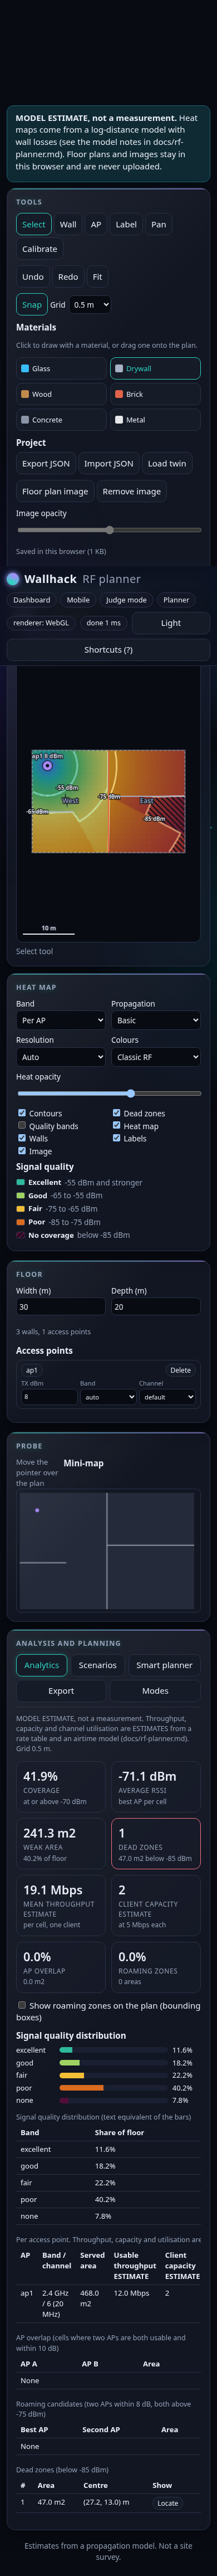 MODEL ESTIMATE, not a measurement. Heat
maps come from a log-distance model with
wall losses (see the model notes in docs/rf-
planner.md). Floor plans and images stay in
this browser and are never uploaded.
TOOLS
Select Wall AP Label Pan
Calibrate
Undo Redo Fit
Snap Grid 0.5 m
Materials
Click to draw with a material, or drag one onto the plan.
Glass Drywall
Wood Brick
Concrete Metal
Project
Export JSON Import JSON Load twin
Floor plan image Remove image
Image opacity
Saved in this browser (1 KB)
Wallhack RF planner
Dashboard Mobile Judge mode Planner
renderer: WebGL done 1 ms Light
Shortcuts (?)
ap1 8 dBm
-55 dBm
-75 dBm
West East
-65 dBm
-85 dBm
10 m
Select tool
HEAT MAP
Band Propagation
Per AP Basic
Resolution Colours
Auto Classic RF
Heat opacity
Contours Dead zones
Quality bands Heat map
Walls Labels
Image
Signal quality
Excellent -55 dBm and stronger
Good -65 to -55 dBm
Fair -75 to -65 dBm
Poor -85 to -75 dBm
No coverage below -85 dBm
FLOOR
Width (m) Depth (m)
30 20
3 walls, 1 access points
Access points
ap1 Delete
TX dBm Band Channel
8 auto default
PROBE
Move the
pointer over
the plan
Mini-map
ANALYSIS AND PLANNING
Analytics Scenarios Smart planner
Export Modes
MODEL ESTIMATE, not a measurement. Throughput,
capacity and channel utilisation are ESTIMATES from a
rate table and an airtime model (docs/rf-planner.md).
Grid 0.5 m.
41.9% -71.1 dBm
COVERAGE AVERAGE RSSI
at or above -70 dBm best AP per cell
241.3 m2 1
WEAK AREA DEAD ZONES
40.2% of floor 47.0 m2 below -85 dBm
19.1 Mbps 2
MEAN THROUGHPUT
ESTIMATE
per cell, one client
CLIENT CAPACITY
ESTIMATE
at 5 Mbps each
0.0% 0.0%
AP OVERLAP ROAMING ZONES
0.0 m2 0 areas
Show roaming zones on the plan (bounding
boxes)
Signal quality distribution
excellent 11.6%
good 18.2%
fair 22.2%
poor 40.2%
none 7.8%
Signal quality distribution (text equivalent of the bars)
Band Share of floor
excellent 11.6%
good 18.2%
fair 22.2%
poor 40.2%
none 7.8%
Per access point. Throughput, capacity and utilisation are
AP Band / channel Served area Usable throughput ESTIMATE Client capacity ESTIMATE
ap1 2.4 GHz / 6 (20 MHz) 468.0 m2 12.0 Mbps 2
AP overlap (cells where two APs are both usable and
within 10 dB)
AP A AP B Area
None
Roaming candidates (two APs within 8 dB, both above
-75 dBm)
Best AP Second AP Area
None
Dead zones (below -85 dBm)
# Area Centre Show
1 47.0 m2 (27.2, 13.0) m Locate
Estimates from a propagation model. Not a site
survey.